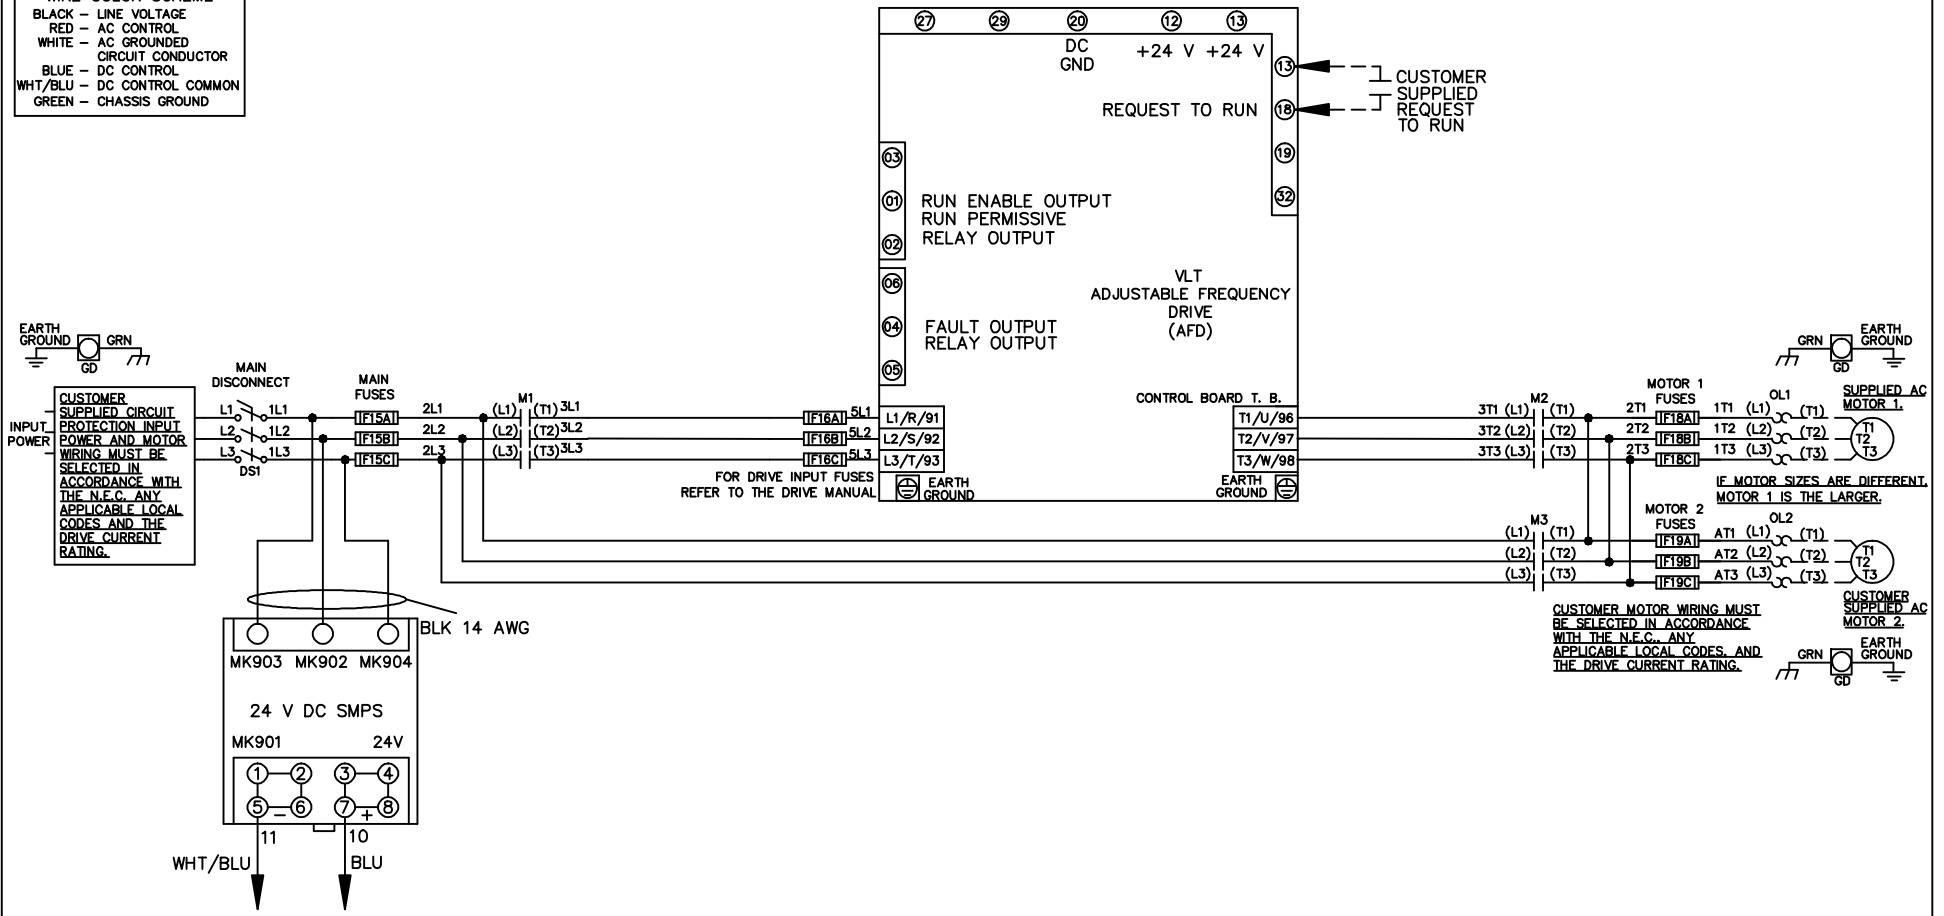 BLACK – LINE VOLTAGE
RED – AC CONTROL
WHITE – AC GROUNDED
CIRCUIT CONDUCTOR
BLUE – DC CONTROL
WHT/BLU – DC CONTROL COMMON
GREEN – CHASSIS GROUND
27 29 20 12 13
DC
GND
+24 V +24 V
13
18
19
32
REQUEST TO RUN
CUSTOMER
SUPPLIED
REQUEST
TO RUN
03
01
02
RUN ENABLE OUTPUT
RUN PERMISSIVE
RELAY OUTPUT
06
04
05
FAULT OUTPUT
RELAY OUTPUT
VLT
ADJUSTABLE FREQUENCY
DRIVE
(AFD)
CONTROL BOARD T. B.
L1/R/91
L2/S/92
L3/T/93
T1/U/96
T2/V/97
T3/W/98
EARTH
GROUND
EARTH
GROUND
EARTH
GROUND
GRN
GD
INPUT
POWER
CUSTOMER
SUPPLIED CIRCUIT
PROTECTION INPUT
POWER AND MOTOR
WIRING MUST BE
SELECTED IN
ACCORDANCE WITH
THE N.E.C. ANY
APPLICABLE LOCAL
CODES AND THE
DRIVE CURRENT
RATING.
MAIN
DISCONNECT
L1 1L1
L2 1L2
L3 1L3
DS1
MAIN
FUSES
F15A
F15B
F15C
2L1
2L2
2L3
M1
(L1) (T1) 3L1
(L2) (T2) 3L2
(L3) (T3) 3L3
F16A 5L1
F16B 5L2
F16C 5L3
FOR DRIVE INPUT FUSES
REFER TO THE DRIVE MANUAL
M2
3T1 (L1) (T1)
3T2 (L2) (T2)
3T3 (L3) (T3)
MOTOR 1
FUSES
2T1 F18A 1T1
2T2 F18B 1T2
2T3 F18C 1T3
OL1
(L1) (T1)
(L2) (T2)
(L3) (T3)
GRN
GD
EARTH
GROUND
SUPPLIED AC
MOTOR 1.
T1
T2
T3
IF MOTOR SIZES ARE DIFFERENT,
MOTOR 1 IS THE LARGER.
M3
(L1) (T1)
(L2) (T2)
(L3) (T3)
MOTOR 2
FUSES
F19A AT1
F19B AT2
F19C AT3
OL2
(L1) (T1)
(L2) (T2)
(L3) (T3)
T1
T2
T3
CUSTOMER
SUPPLIED AC
MOTOR 2.
CUSTOMER MOTOR WIRING MUST
BE SELECTED IN ACCORDANCE
WITH THE N.E.C., ANY
APPLICABLE LOCAL CODES, AND
THE DRIVE CURRENT RATING.
GRN
GD
EARTH
GROUND
BLK 14 AWG
MK903 MK902 MK904
24 V DC SMPS
MK901 24V
1 2 3 4
5 6 7 8
– +
11 10
WHT/BLU BLU